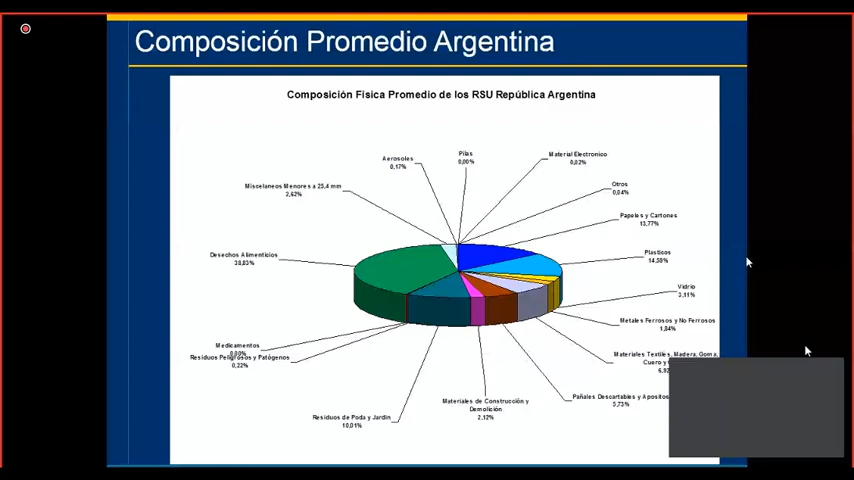 Composición Promedio Argentina
Composición Física Promedio de los RSU República Argentina
Pilas
0,00%
Material Electronico
0,02%
Aerosoles
0,17%
Miscelaneos Menores a 25,4 mm
2,62%
Otros
0,04%
Papeles y Cartones
13,77%
Desechos Alimenticios
38,83%
Plasticos
14,59%
Vidrio
3,11%
Metales Ferrosos y No Ferrosos
1,84%
Medicamentos
0,00%
Residuos Peligrosos y Patógenos
0,22%
Materiales Textiles, Madera, Goma,
Cuero y
Pañales Descartables y Apositos
5,73%
Materiales de Construcción y
Demolición
2,12%
Residuos de Poda y Jardín
10,01%